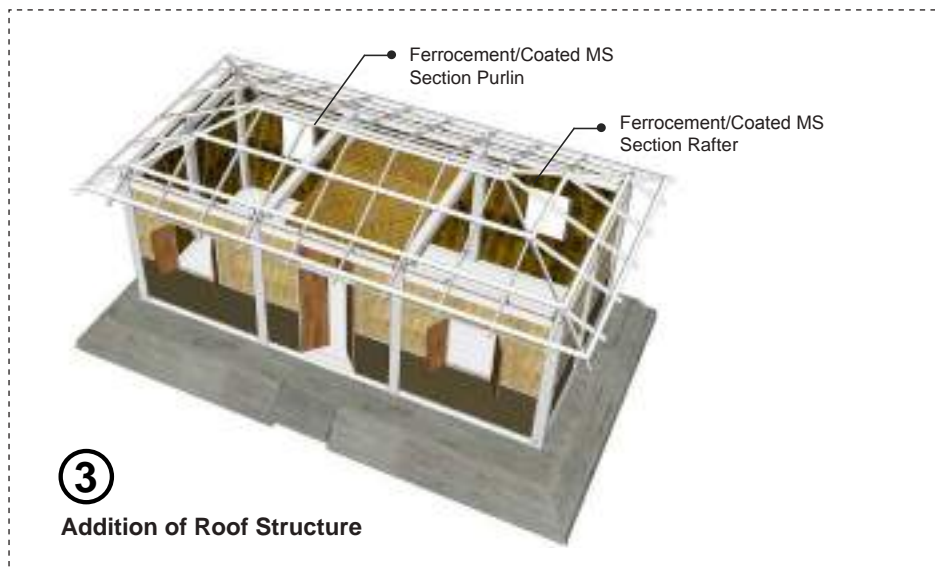 Ferrocement/Coated MS
Section Purlin
Ferrocement/Coated MS
Section Rafter
3
Addition of Roof Structure